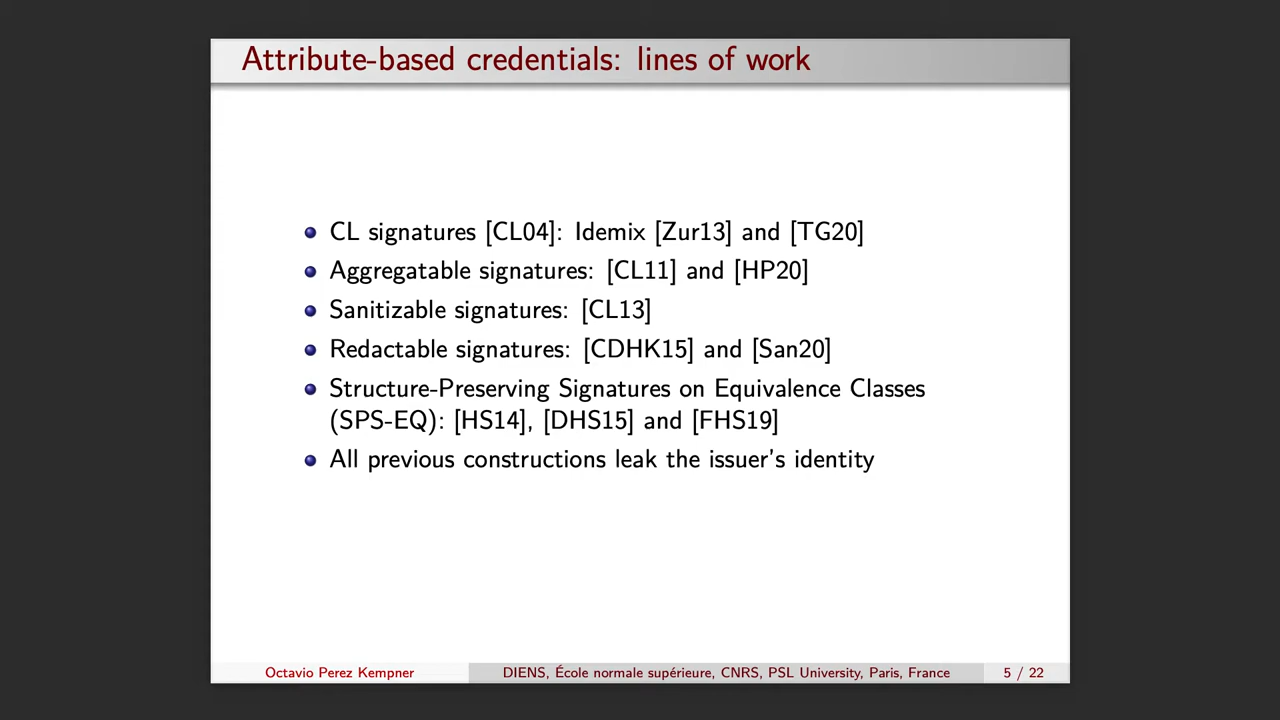 Attribute-based credentials: lines of work
CL signatures [CL04]: Idemix [Zur13] and [TG20]
Aggregatable signatures: [CL11] and [HP20]
Sanitizable signatures: [CL13]
Redactable signatures: [CDHK15] and [San20]
Structure-Preserving Signatures on Equivalence Classes
(SPS-EQ): [HS14], [DHS15] and [FHS19]
All previous constructions leak the issuer's identity
Octavio Perez Kempner DIENS, École normale supérieure, CNRS, PSL University, Paris, France 5 / 22